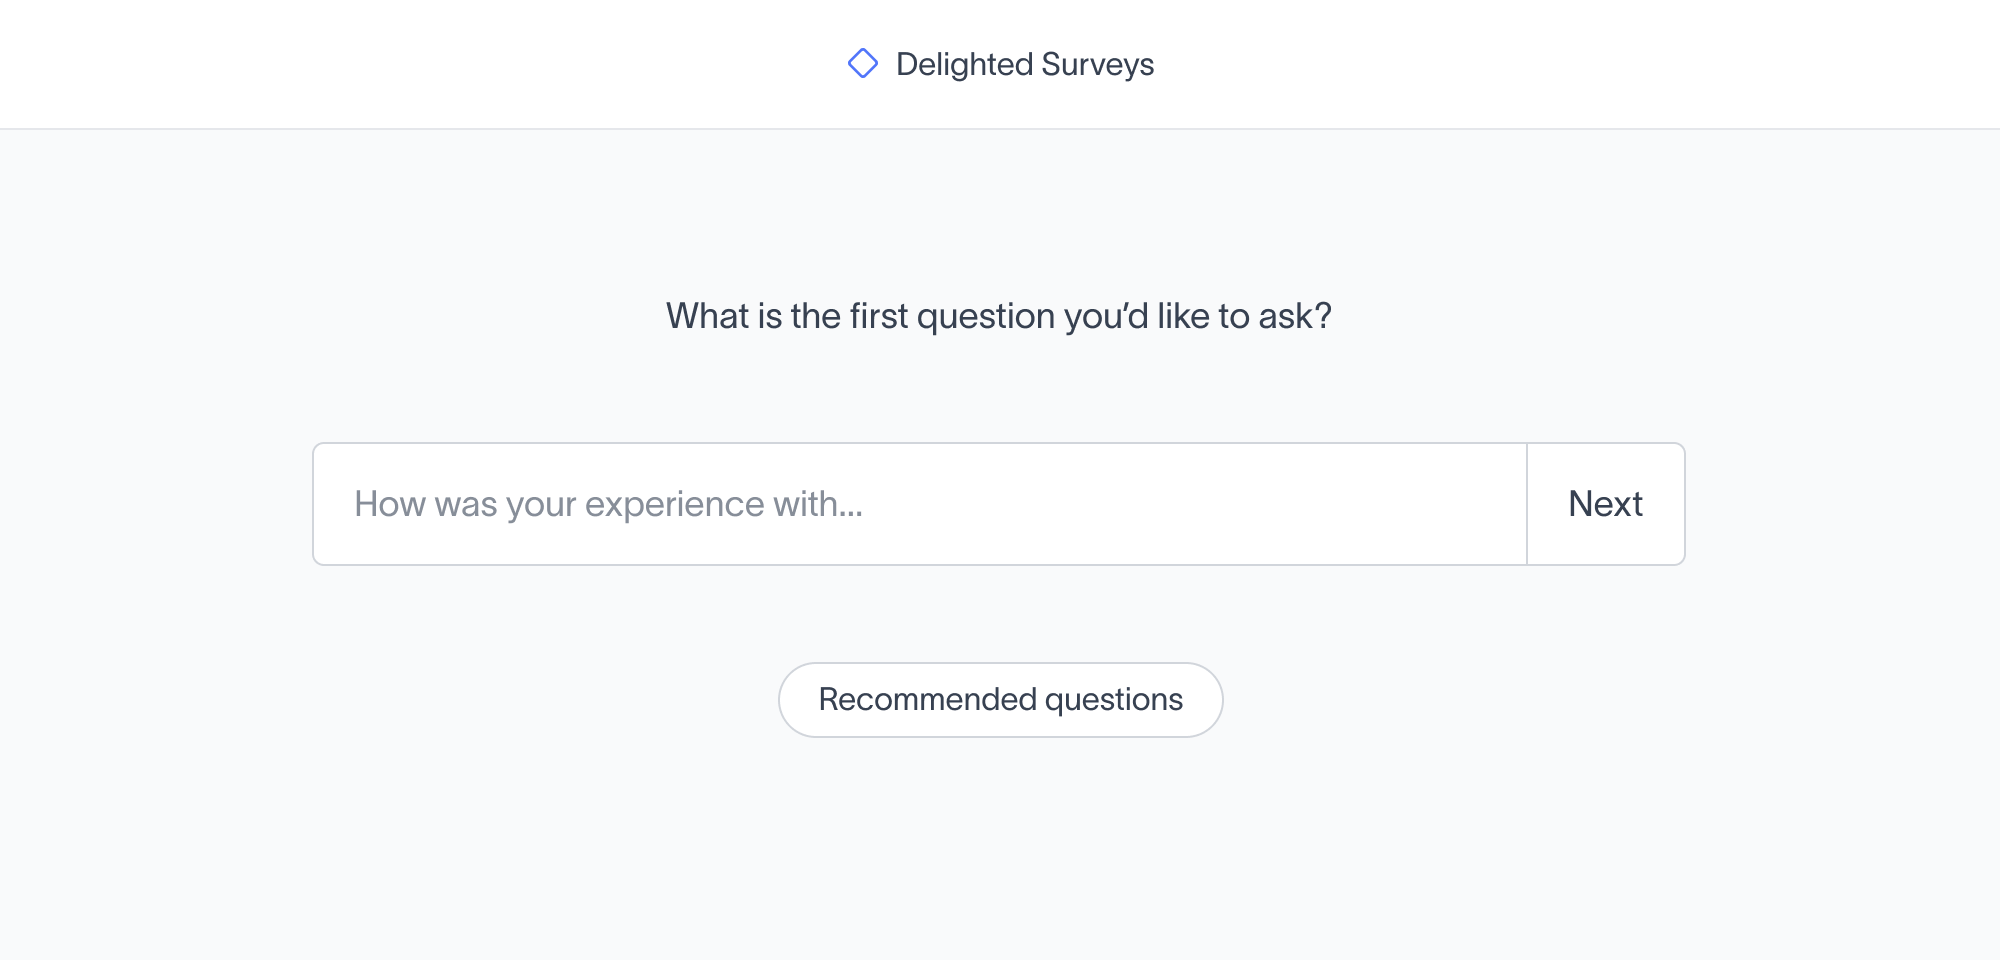 Delighted Surveys
What is the first question you’d like to ask?
How was your experience with...
Next
Recommended questions